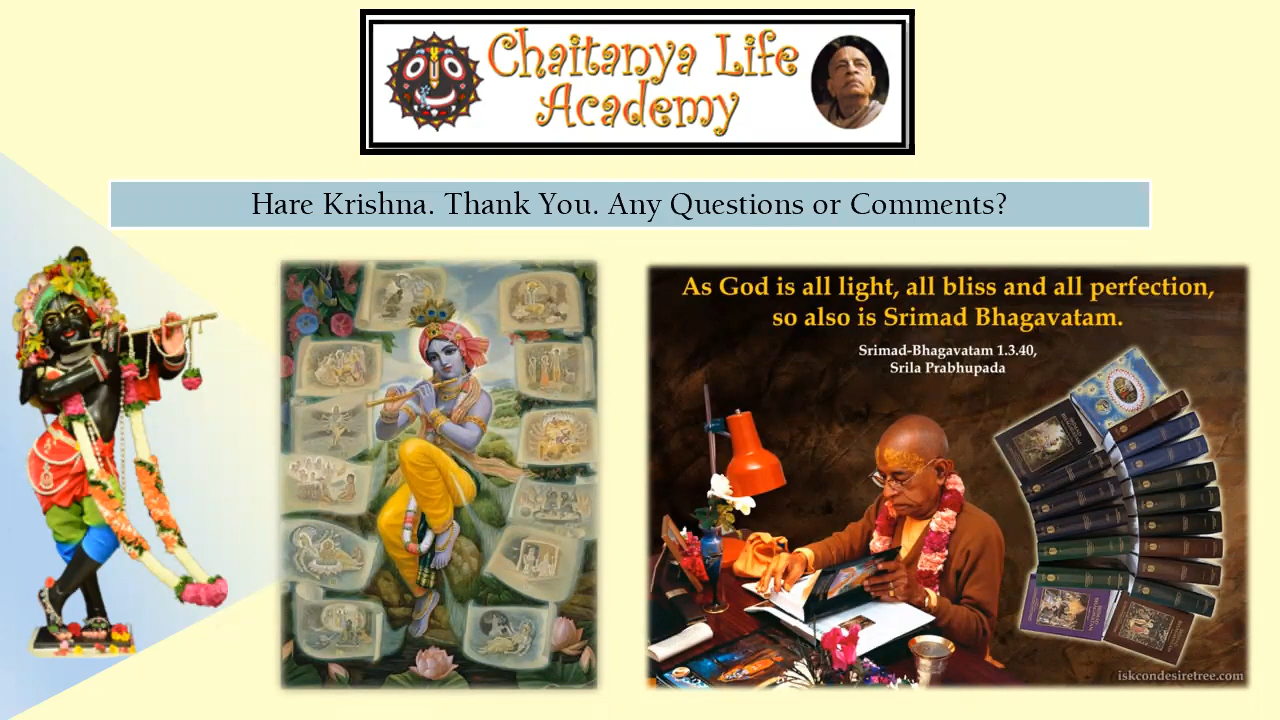 Chaitanya Life
Academy
Hare Krishna. Thank You. Any Questions or Comments?
As God is all light, all bliss and all perfection,
so also is Srimad Bhagavatam.
Srimad-Bhagavatam 1.3.40,
Srila Prabhupada
iskcondesiretree.com